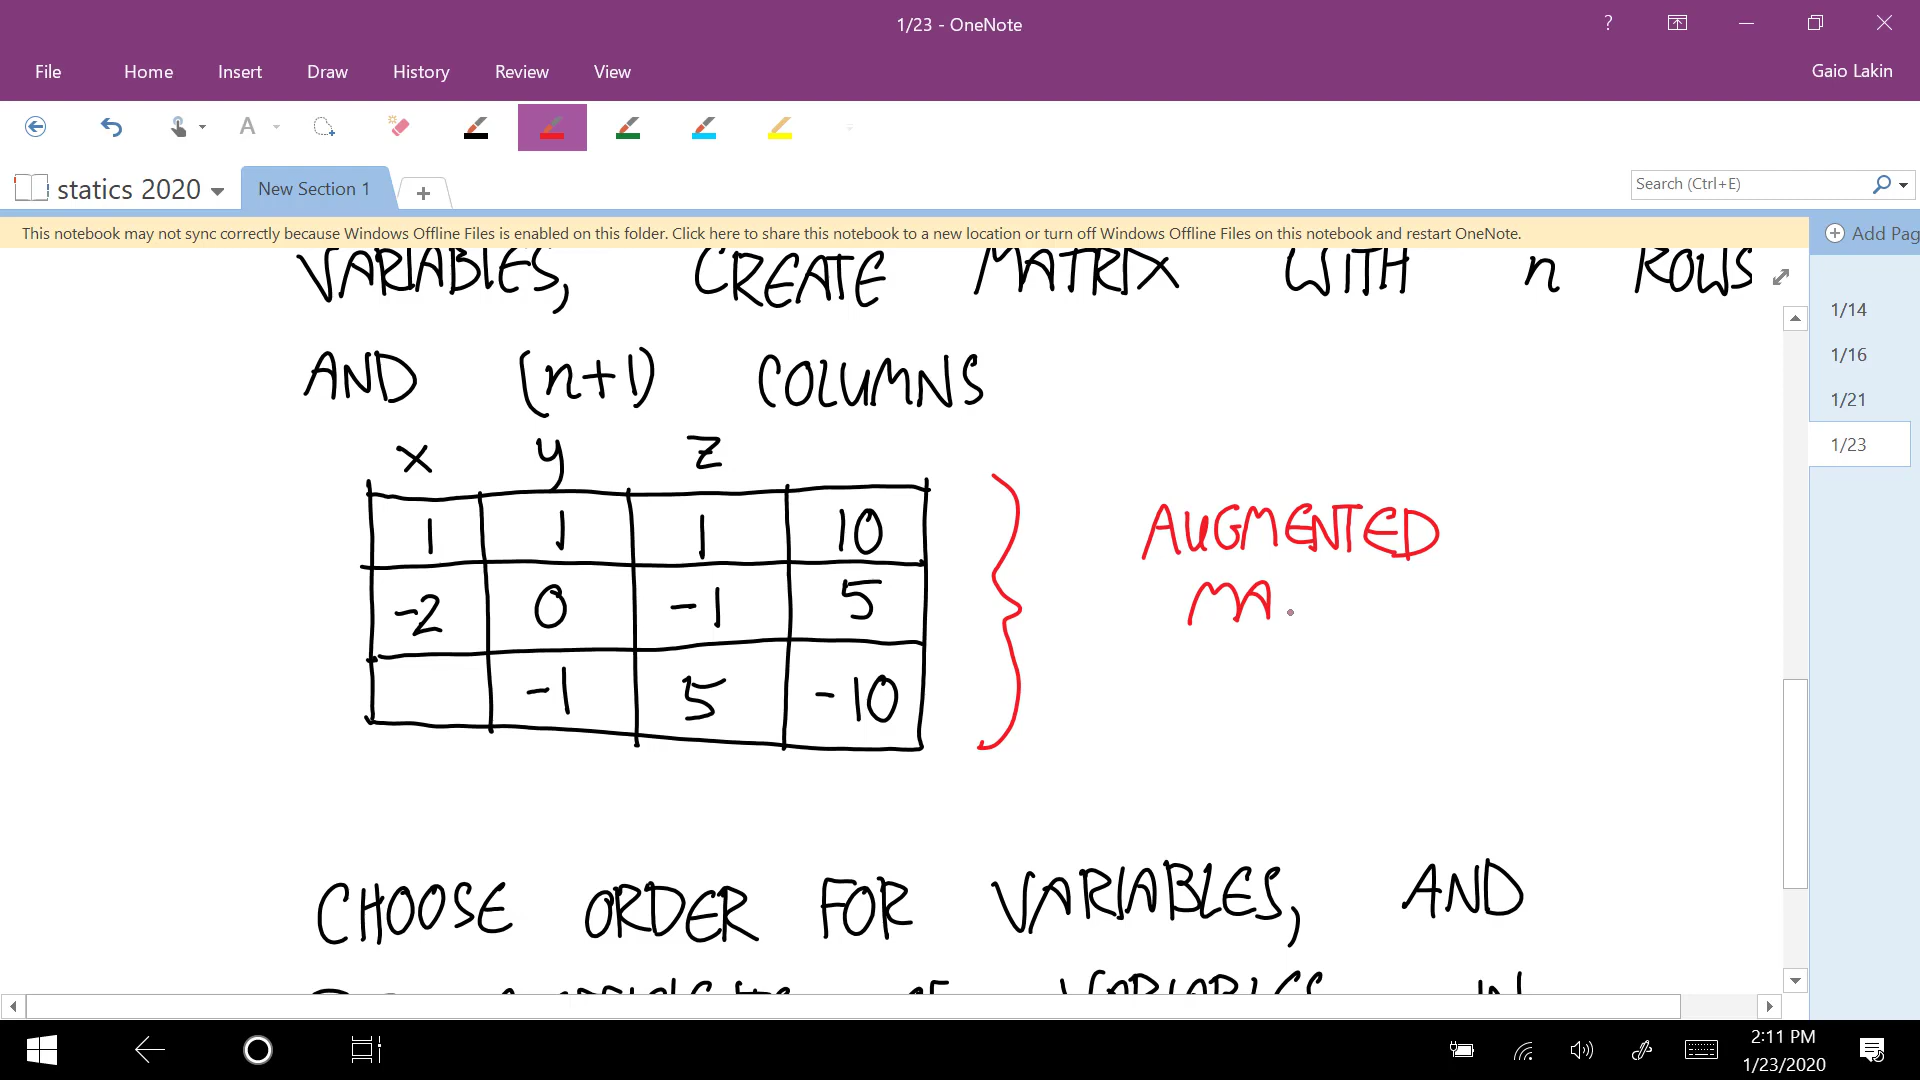 1/23 - OneNote
File Home Insert Draw History Review View Gaio Lakin
statics 2020 New Section 1 Search (Ctrl+E)
This notebook may not sync correctly because Windows Offline Files is enabled on this folder. Click here to share this notebook to a new location or turn off Windows Offline Files on this notebook and restart OneNote.
Add Pag
1/14
1/16
1/21
1/23
VARIABLES, CREATE MATRIX WITH n ROWS
AND (n+1) COLUMNS
x y z
1 1 1 10
-2 0 -1 5
-1 5 -10
AUGMENTED
MA
CHOOSE ORDER FOR VARIABLES, AND
OF VARIABLES IN
2:11 PM
1/23/2020